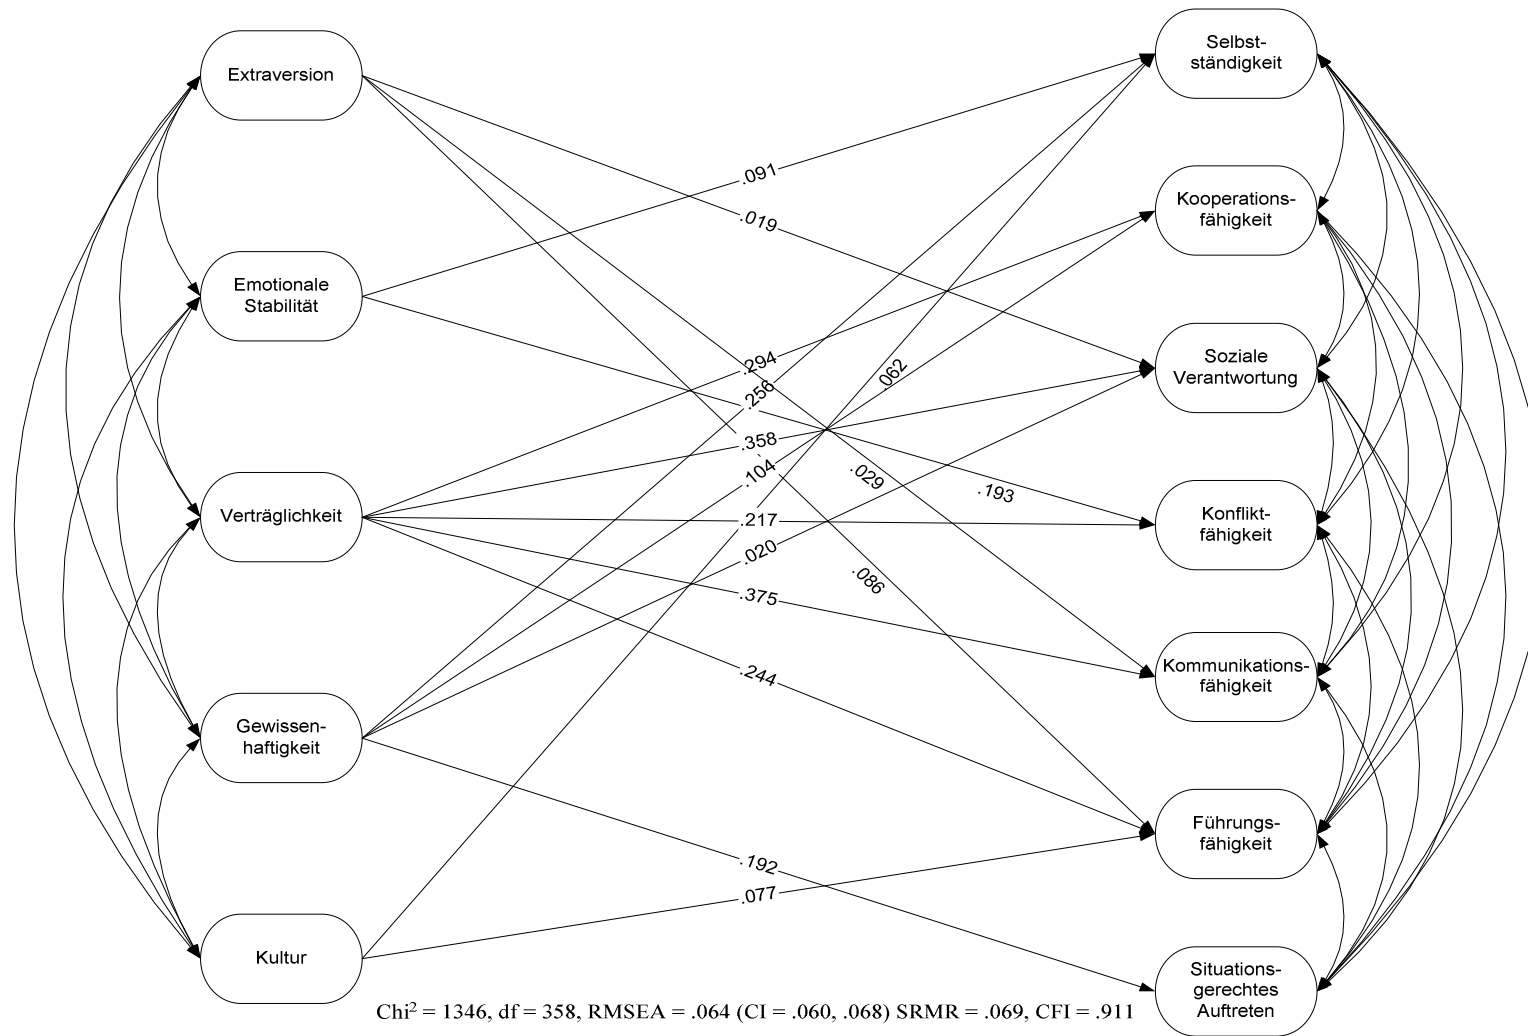 Extraversion
Emotionale
Stabilität
Verträglichkeit
Gewissen-
haftigkeit
Kultur
.091
.019
.294
.256
.062
.358
.104
.029
.193
.217
.020
.086
.375
.244
.192
.077
Selbst-
ständigkeit
Kooperations-
fähigkeit
Soziale
Verantwortung
Konflikt-
fähigkeit
Kommunikations-
fähigkeit
Führungs-
fähigkeit
Situations-
gerechtes
Auftreten
Chi² = 1346, df = 358, RMSEA = .064 (CI = .060, .068) SRMR = .069, CFI = .911